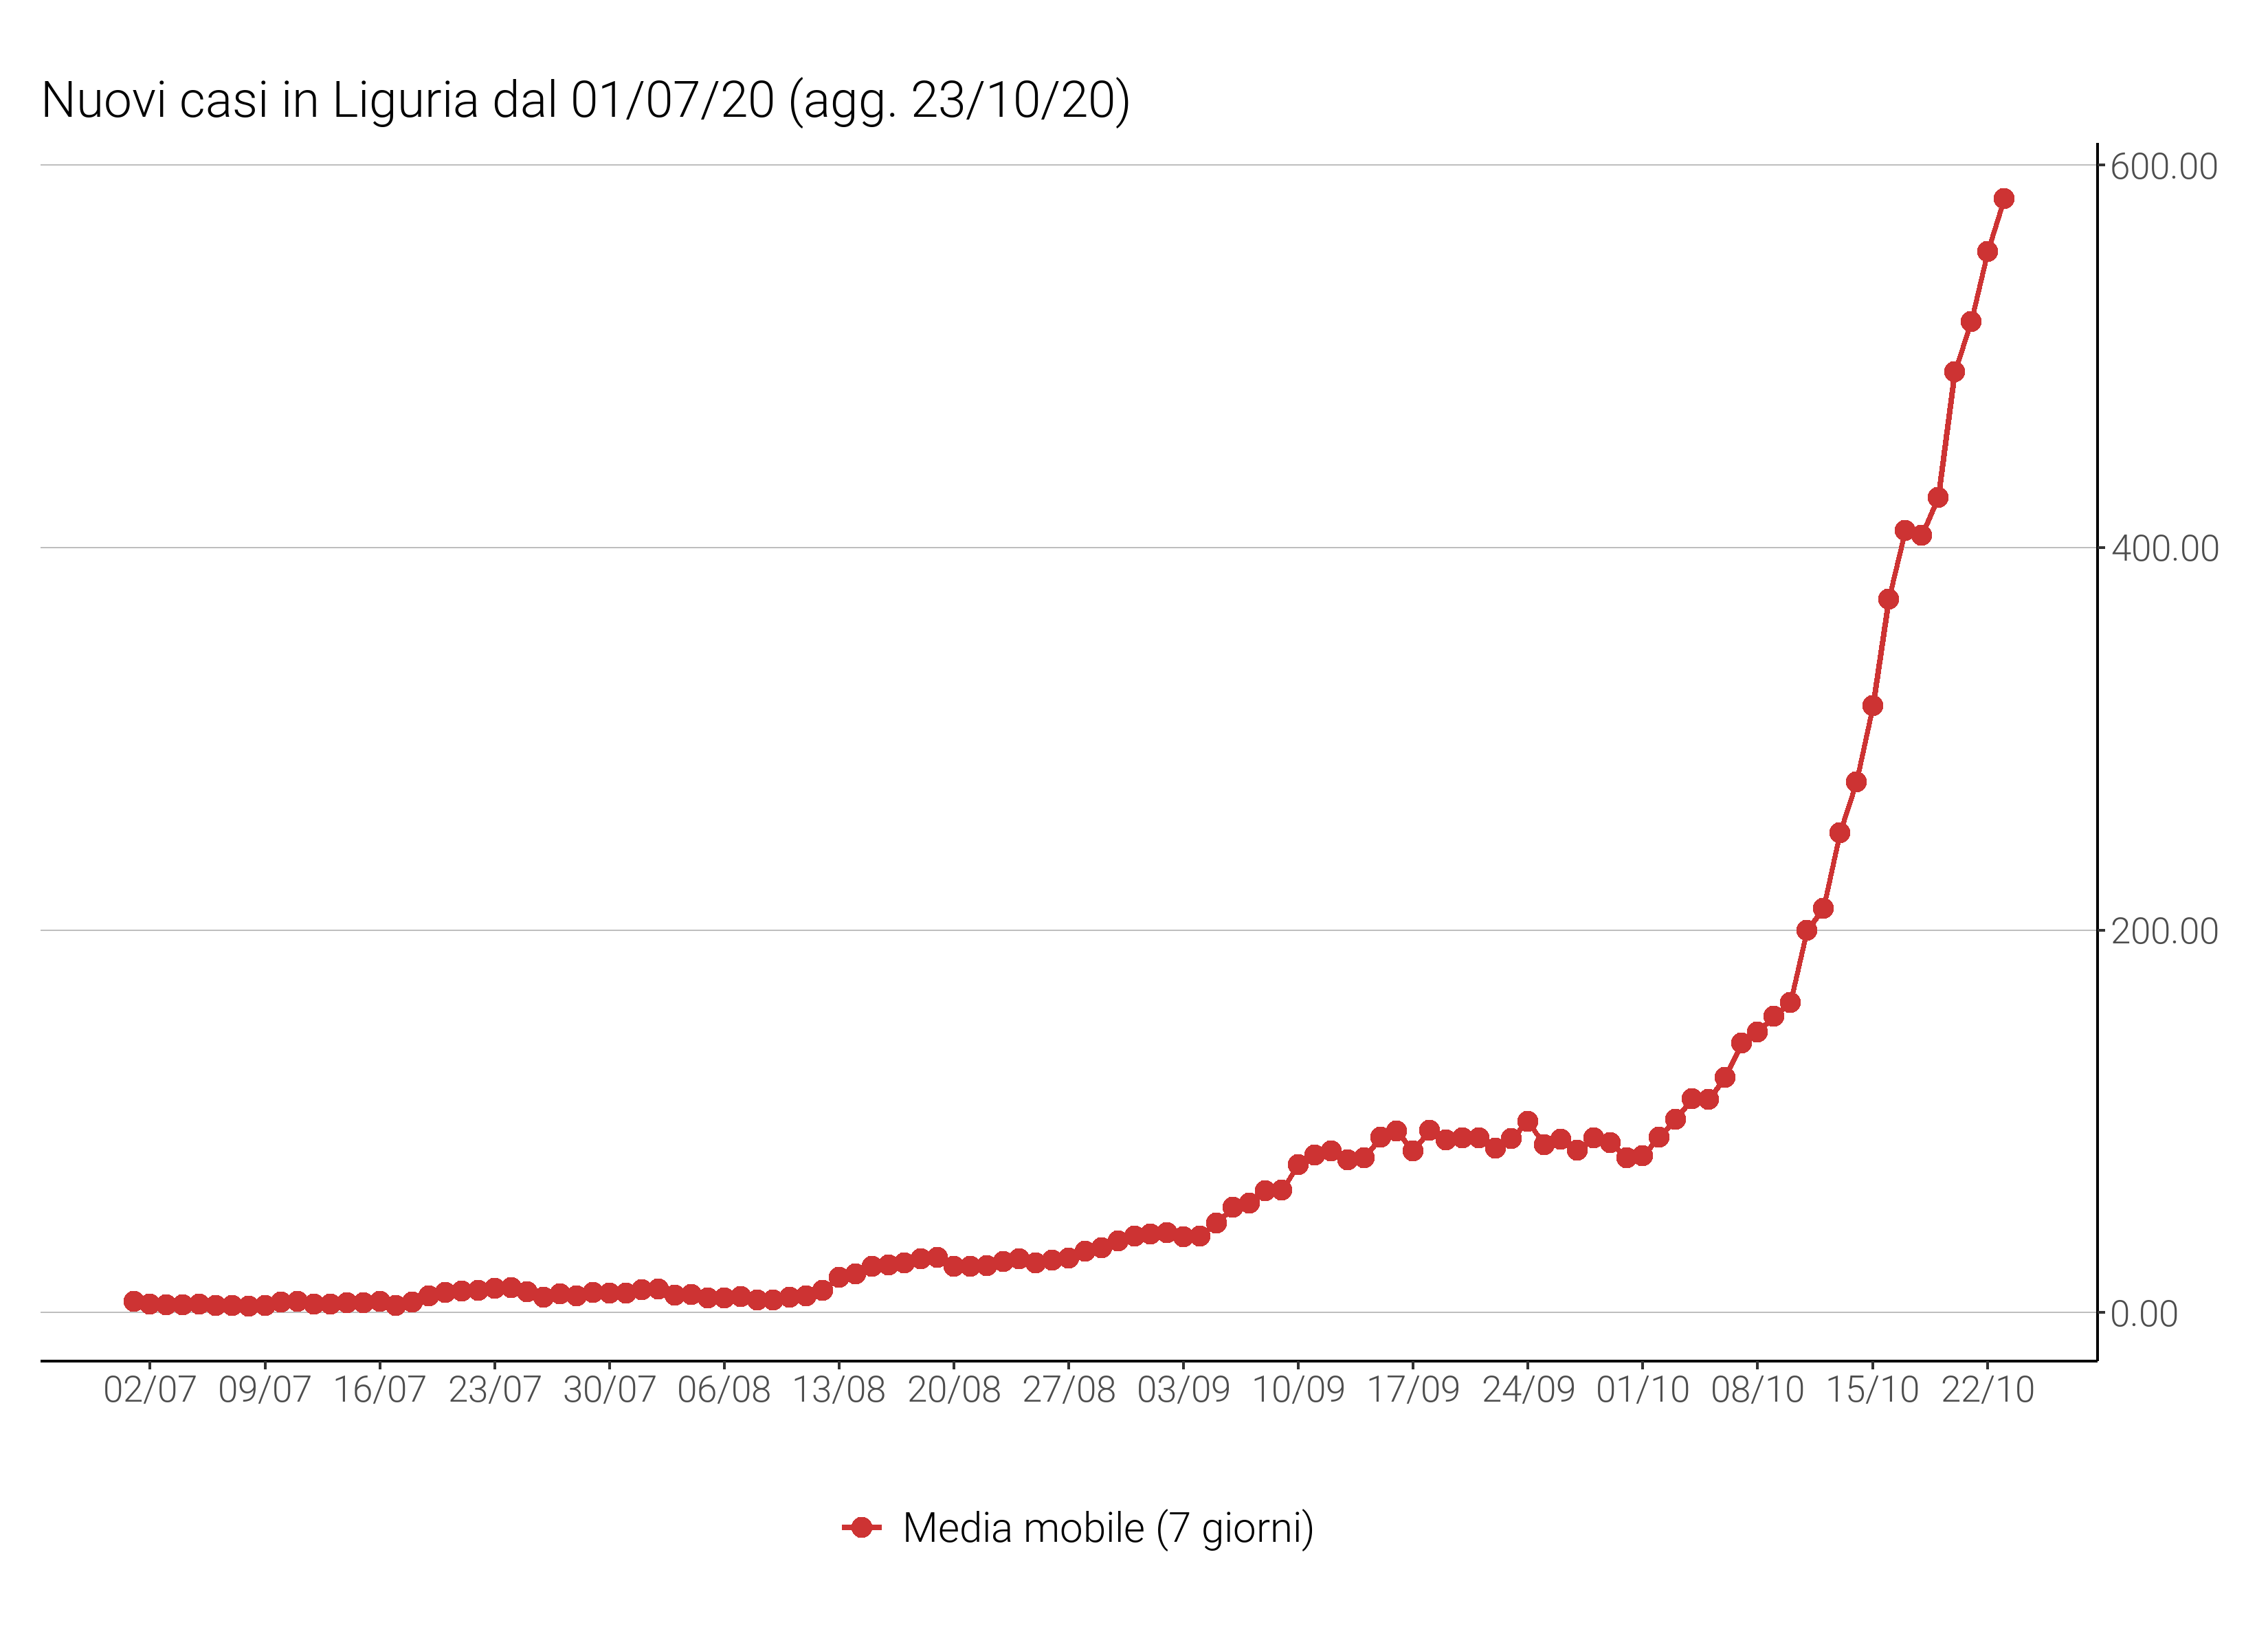 Nuovi casi in Liguria dal 01/07/20 (agg. 23/10/20)
600.00
400.00
200.00
0.00
02/07 09/07 16/07 23/07 30/07 06/08 13/08 20/08 27/08 03/09 10/09 17/09 24/09 01/10 08/10 15/10 22/10
Media mobile (7 giorni)